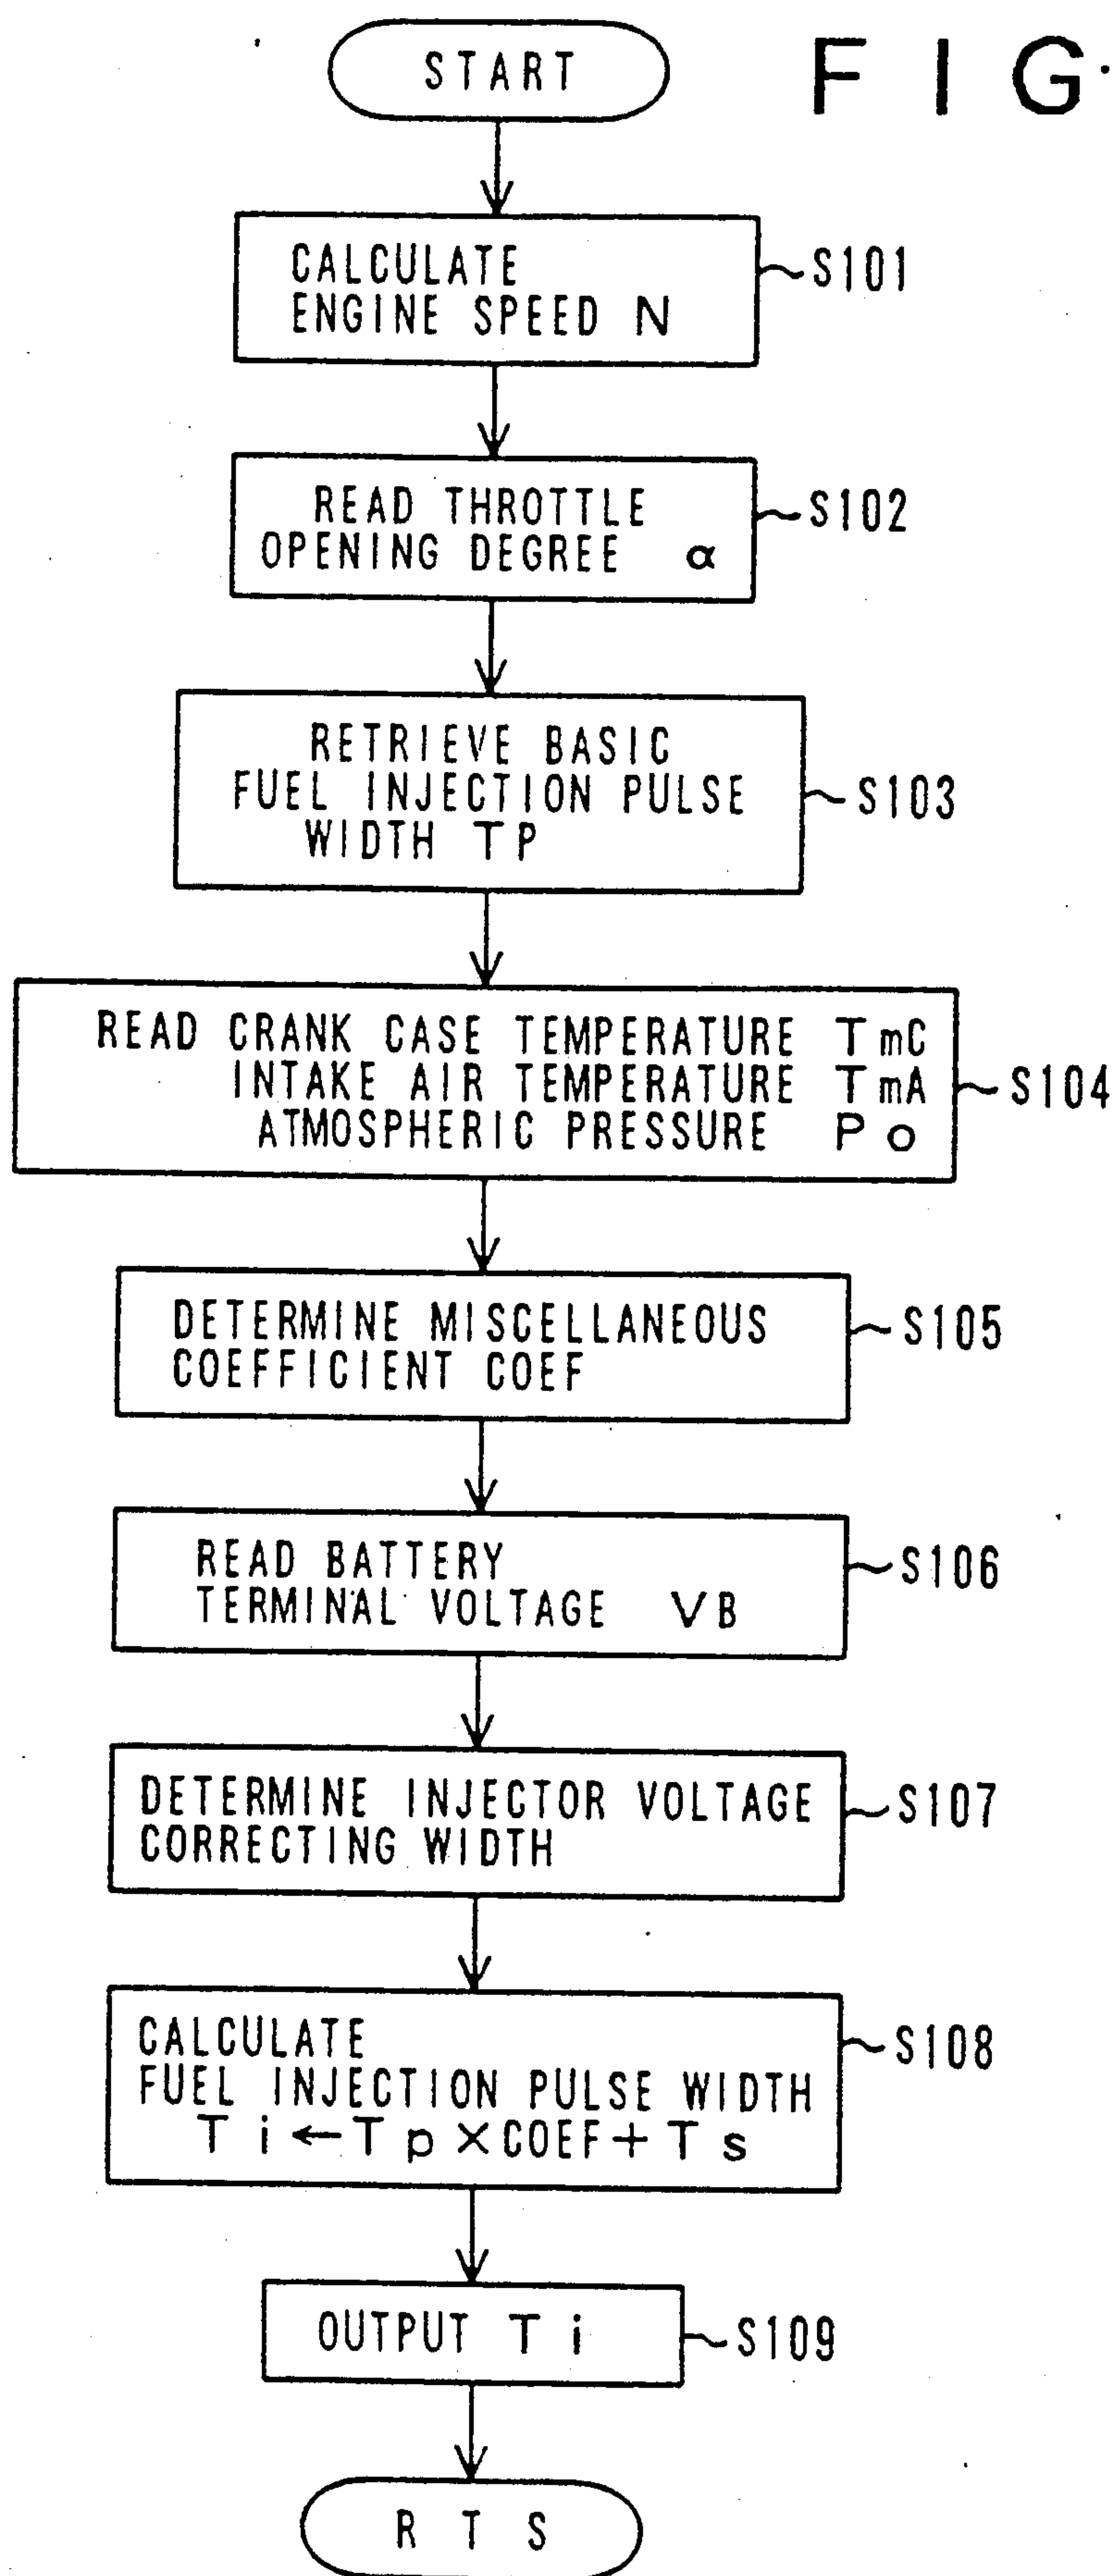 START
FIG.
CALCULATE
ENGINE SPEED N
S101
READ THROTTLE
OPENING DEGREE α
S102
RETRIEVE BASIC
FUEL INJECTION PULSE
WIDTH TP
S103
READ CRANK CASE TEMPERATURE TmC
INTAKE AIR TEMPERATURE TmA
ATMOSPHERIC PRESSURE Po
S104
DETERMINE MISCELLANEOUS
COEFFICIENT COEF
S105
READ BATTERY
TERMINAL VOLTAGE VB
S106
DETERMINE INJECTOR VOLTAGE
CORRECTING WIDTH
S107
CALCULATE
FUEL INJECTION PULSE WIDTH
Ti←Tp×COEF+Ts
S108
OUTPUT Ti
S109
RTS